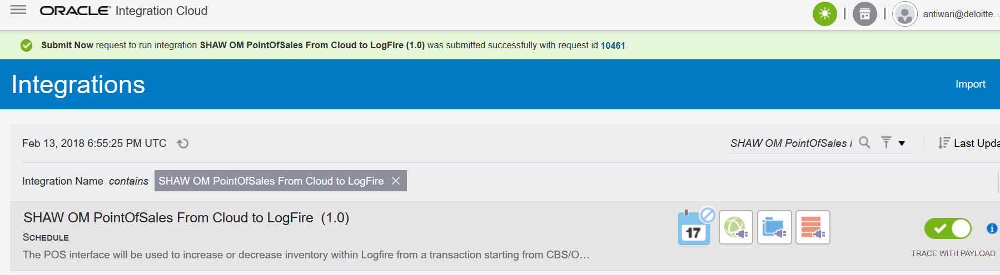 ORACLE® Integration Cloud
antiwari@deloitte...
Submit Now request to run integration SHAW OM PointOfSales From Cloud to LogFire (1.0) was submitted successfully with request id 10461.
Integrations
Import
Feb 13, 2018 6:55:25 PM UTC
SHAW OM PointOfSales
Last Upda
Integration Name contains SHAW OM PointOfSales From Cloud to LogFire
SHAW OM PointOfSales From Cloud to LogFire (1.0)
17
SCHEDULE
The POS interface will be used to increase or decrease inventory within Logfire from a transaction starting from CBS/O…
TRACE WITH PAYLOAD